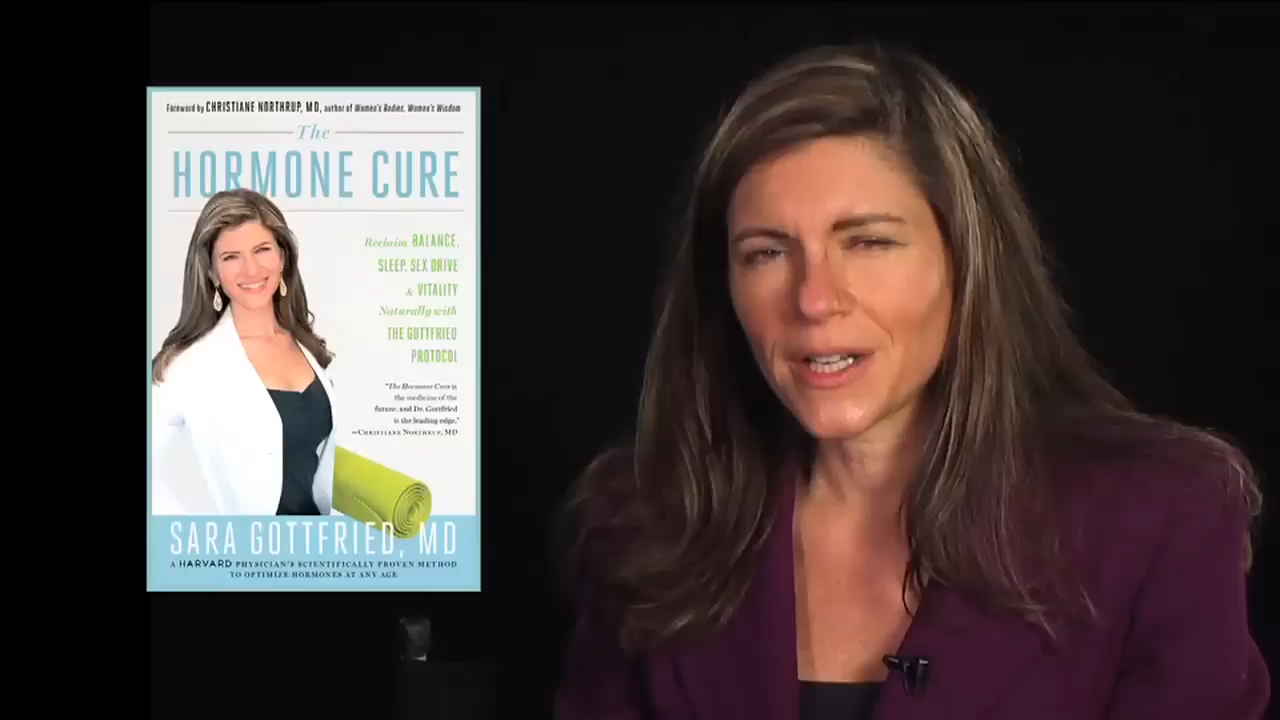 Foreword by CHRISTIANE NORTHRUP, MD, author of Women's Bodies, Women's Wisdom
The
HORMONE CURE
Reclaim BALANCE,
SLEEP, SEX DRIVE
& VITALITY
Naturally with
THE GOTTFRIED
PROTOCOL
"The Hormone Cure is
the medicine of the
future, and Dr. Gottfried
is the leading edge."
—CHRISTIANE NORTHRUP, MD
SARA GOTTFRIED, MD
A HARVARD PHYSICIAN'S SCIENTIFICALLY PROVEN METHOD
TO OPTIMIZE HORMONES AT ANY AGE